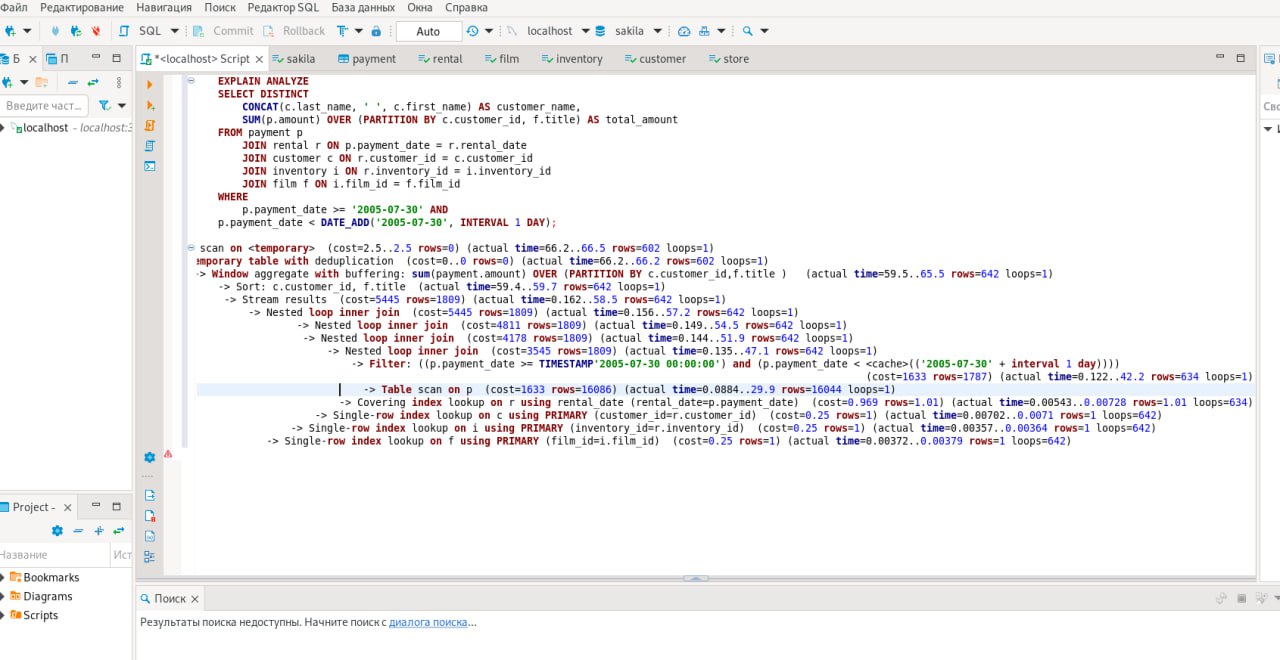 Файл Редактирование Навигация Поиск Редактор SQL База данных Окна Справка
SQL Commit Rollback Auto localhost sakila
Б П *<localhost> Script sakila payment rental film inventory customer store
Введите част...
localhost - localhost:3
EXPLAIN ANALYZE
SELECT DISTINCT
CONCAT(c.last_name, ' ', c.first_name) AS customer_name,
SUM(p.amount) OVER (PARTITION BY c.customer_id, f.title) AS total_amount
FROM payment p
JOIN rental r ON p.payment_date = r.rental_date
JOIN customer c ON r.customer_id = c.customer_id
JOIN inventory i ON r.inventory_id = i.inventory_id
JOIN film f ON i.film_id = f.film_id
WHERE
p.payment_date >= '2005-07-30' AND
p.payment_date < DATE_ADD('2005-07-30', INTERVAL 1 DAY);
scan on <temporary> (cost=2.5..2.5 rows=0) (actual time=66.2..66.5 rows=602 loops=1)
emporary table with deduplication (cost=0..0 rows=0) (actual time=66.2..66.2 rows=602 loops=1)
-> Window aggregate with buffering: sum(payment.amount) OVER (PARTITION BY c.customer_id,f.title ) (actual time=59.5..65.5 rows=642 loops=1)
-> Sort: c.customer_id, f.title (actual time=59.4..59.7 rows=642 loops=1)
-> Stream results (cost=5445 rows=1809) (actual time=0.162..58.5 rows=642 loops=1)
-> Nested loop inner join (cost=5445 rows=1809) (actual time=0.156..57.2 rows=642 loops=1)
-> Nested loop inner join (cost=4811 rows=1809) (actual time=0.149..54.5 rows=642 loops=1)
-> Nested loop inner join (cost=4178 rows=1809) (actual time=0.144..51.9 rows=642 loops=1)
-> Nested loop inner join (cost=3545 rows=1809) (actual time=0.135..47.1 rows=642 loops=1)
-> Filter: ((p.payment_date >= TIMESTAMP'2005-07-30 00:00:00') and (p.payment_date < <cache>(('2005-07-30' + interval 1 day))))
(cost=1633 rows=1787) (actual time=0.122..42.2 rows=634 loops=1)
-> Table scan on p (cost=1633 rows=16086) (actual time=0.0884..29.9 rows=16044 loops=1)
-> Covering index lookup on r using rental_date (rental_date=p.payment_date) (cost=0.969 rows=1.01) (actual time=0.00543..0.00728 rows=1.01 loops=634)
-> Single-row index lookup on c using PRIMARY (customer_id=r.customer_id) (cost=0.25 rows=1) (actual time=0.00702..0.0071 rows=1 loops=642)
-> Single-row index lookup on i using PRIMARY (inventory_id=r.inventory_id) (cost=0.25 rows=1) (actual time=0.00357..0.00364 rows=1 loops=642)
-> Single-row index lookup on f using PRIMARY (film_id=i.film_id) (cost=0.25 rows=1) (actual time=0.00372..0.00379 rows=1 loops=642)
Project -
Название Ист
Bookmarks
Diagrams
Scripts
Поиск
Результаты поиска недоступны. Начните поиск с диалога поиска...